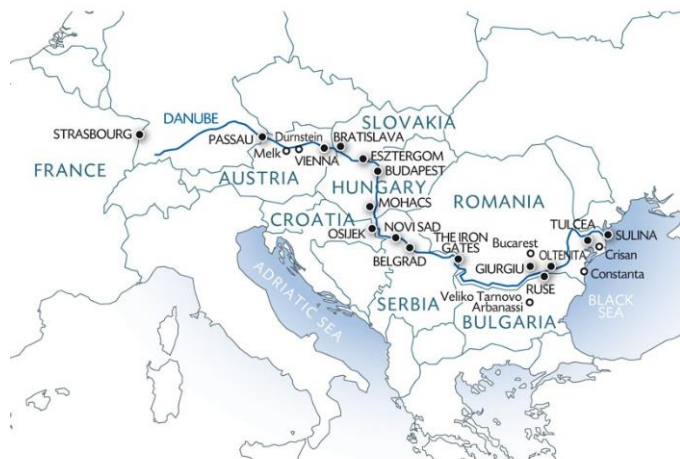 STRASBOURG
DANUBE
PASSAU
Durnstein
Melk
VIENNA
BRATISLAVA
SLOVAKIA
ESZTERGOM
BUDAPEST
FRANCE
AUSTRIA
HUNGARY
MOHACS
ROMANIA
CROATIA
OSIJEK
NOVI SAD
BELGRAD
THE IRON
GATES
Bucarest
GIURGIU
OLTENITA
TULCEA
SULINA
Crisan
Constanta
RUSE
Veliko Tarnovo
Arbanassi
ADRIATIC SEA
SERBIA
BULGARIA
BLACK
SEA